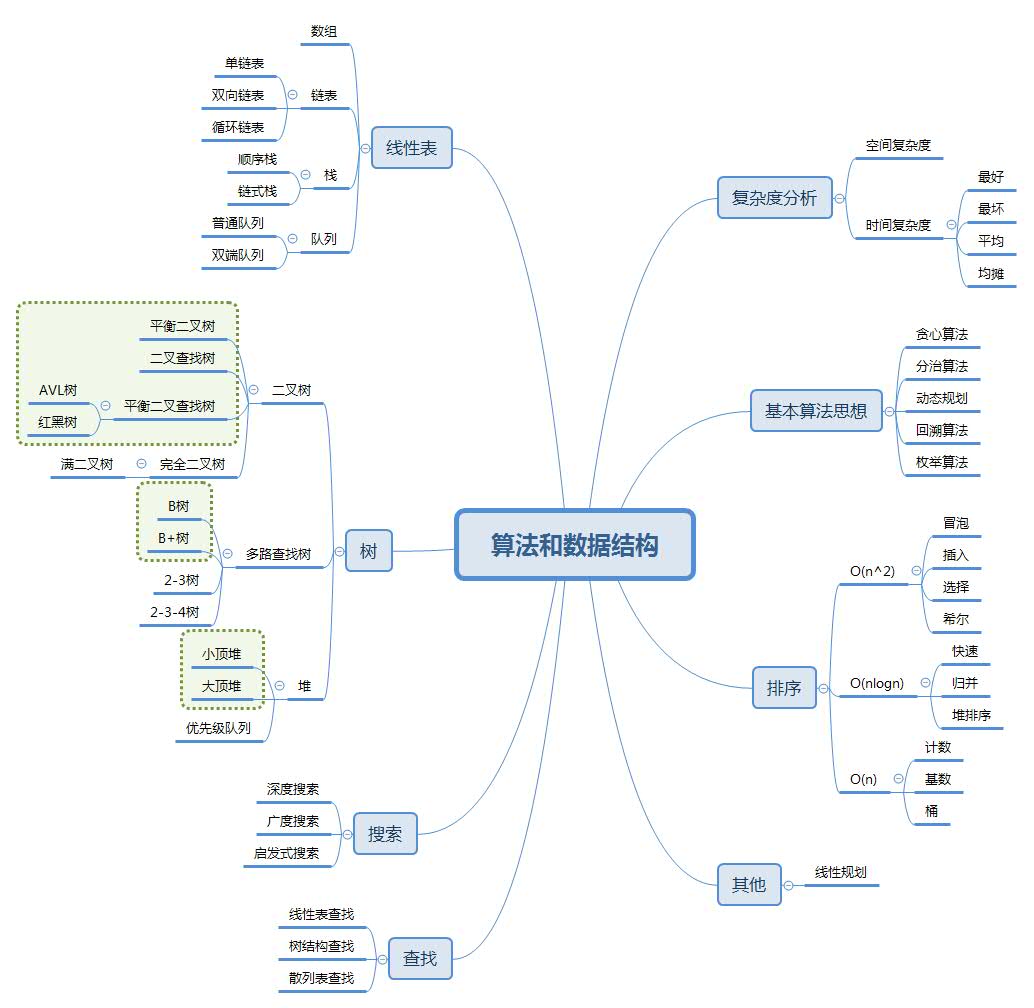 算法和数据结构
线性表
数组
链表
单链表
双向链表
循环链表
栈
顺序栈
链式栈
队列
普通队列
双端队列
树
二叉树
平衡二叉树
二叉查找树
平衡二叉查找树
AVL树
红黑树
完全二叉树
满二叉树
多路查找树
B树
B+树
2-3树
2-3-4树
堆
小顶堆
大顶堆
优先级队列
搜索
深度搜索
广度搜索
启发式搜索
查找
线性表查找
树结构查找
散列表查找
复杂度分析
空间复杂度
时间复杂度
最好
最坏
平均
均摊
基本算法思想
贪心算法
分治算法
动态规划
回溯算法
枚举算法
排序
O(n^2)
冒泡
插入
选择
希尔
O(nlogn)
快速
归并
堆排序
O(n)
计数
基数
桶
其他
线性规划